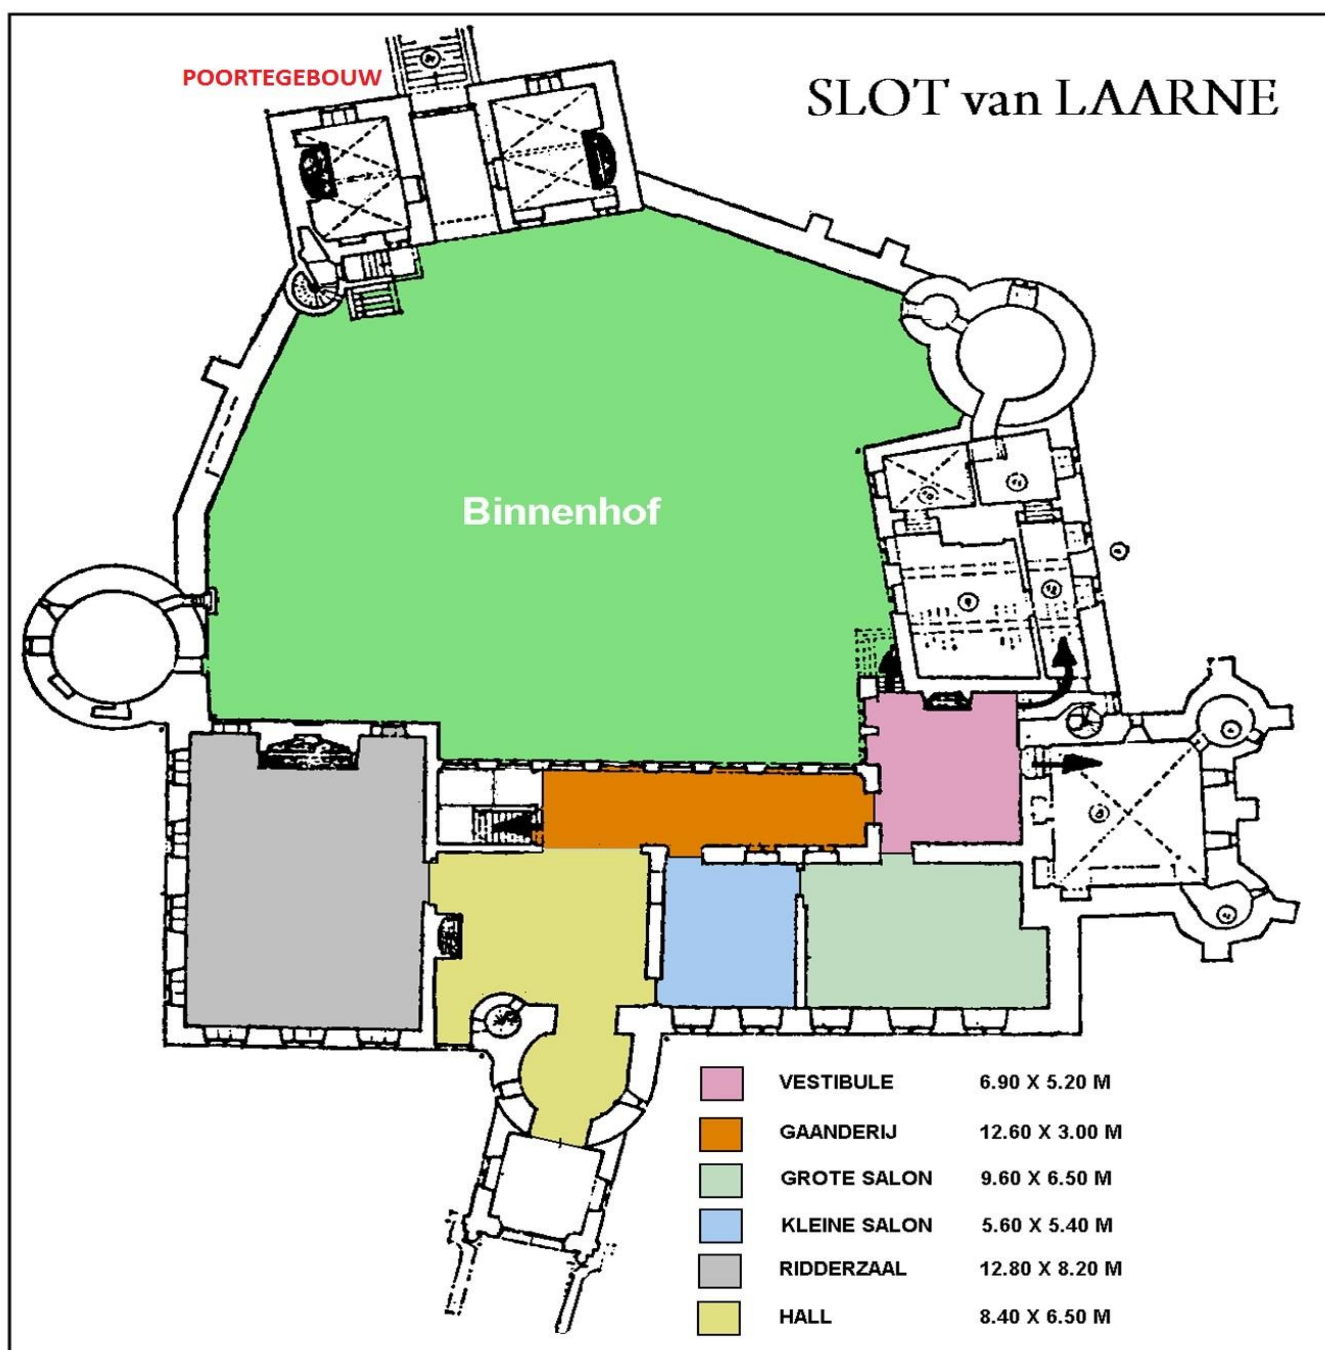 POORTEGEBOUW
SLOT van LAARNE
Binnenhof
VESTIBULE 6.90 X 5.20 M
GAANDERIJ 12.60 X 3.00 M
GROTE SALON 9.60 X 6.50 M
KLEINE SALON 5.60 X 5.40 M
RIDDERZAAL 12.80 X 8.20 M
HALL 8.40 X 6.50 M